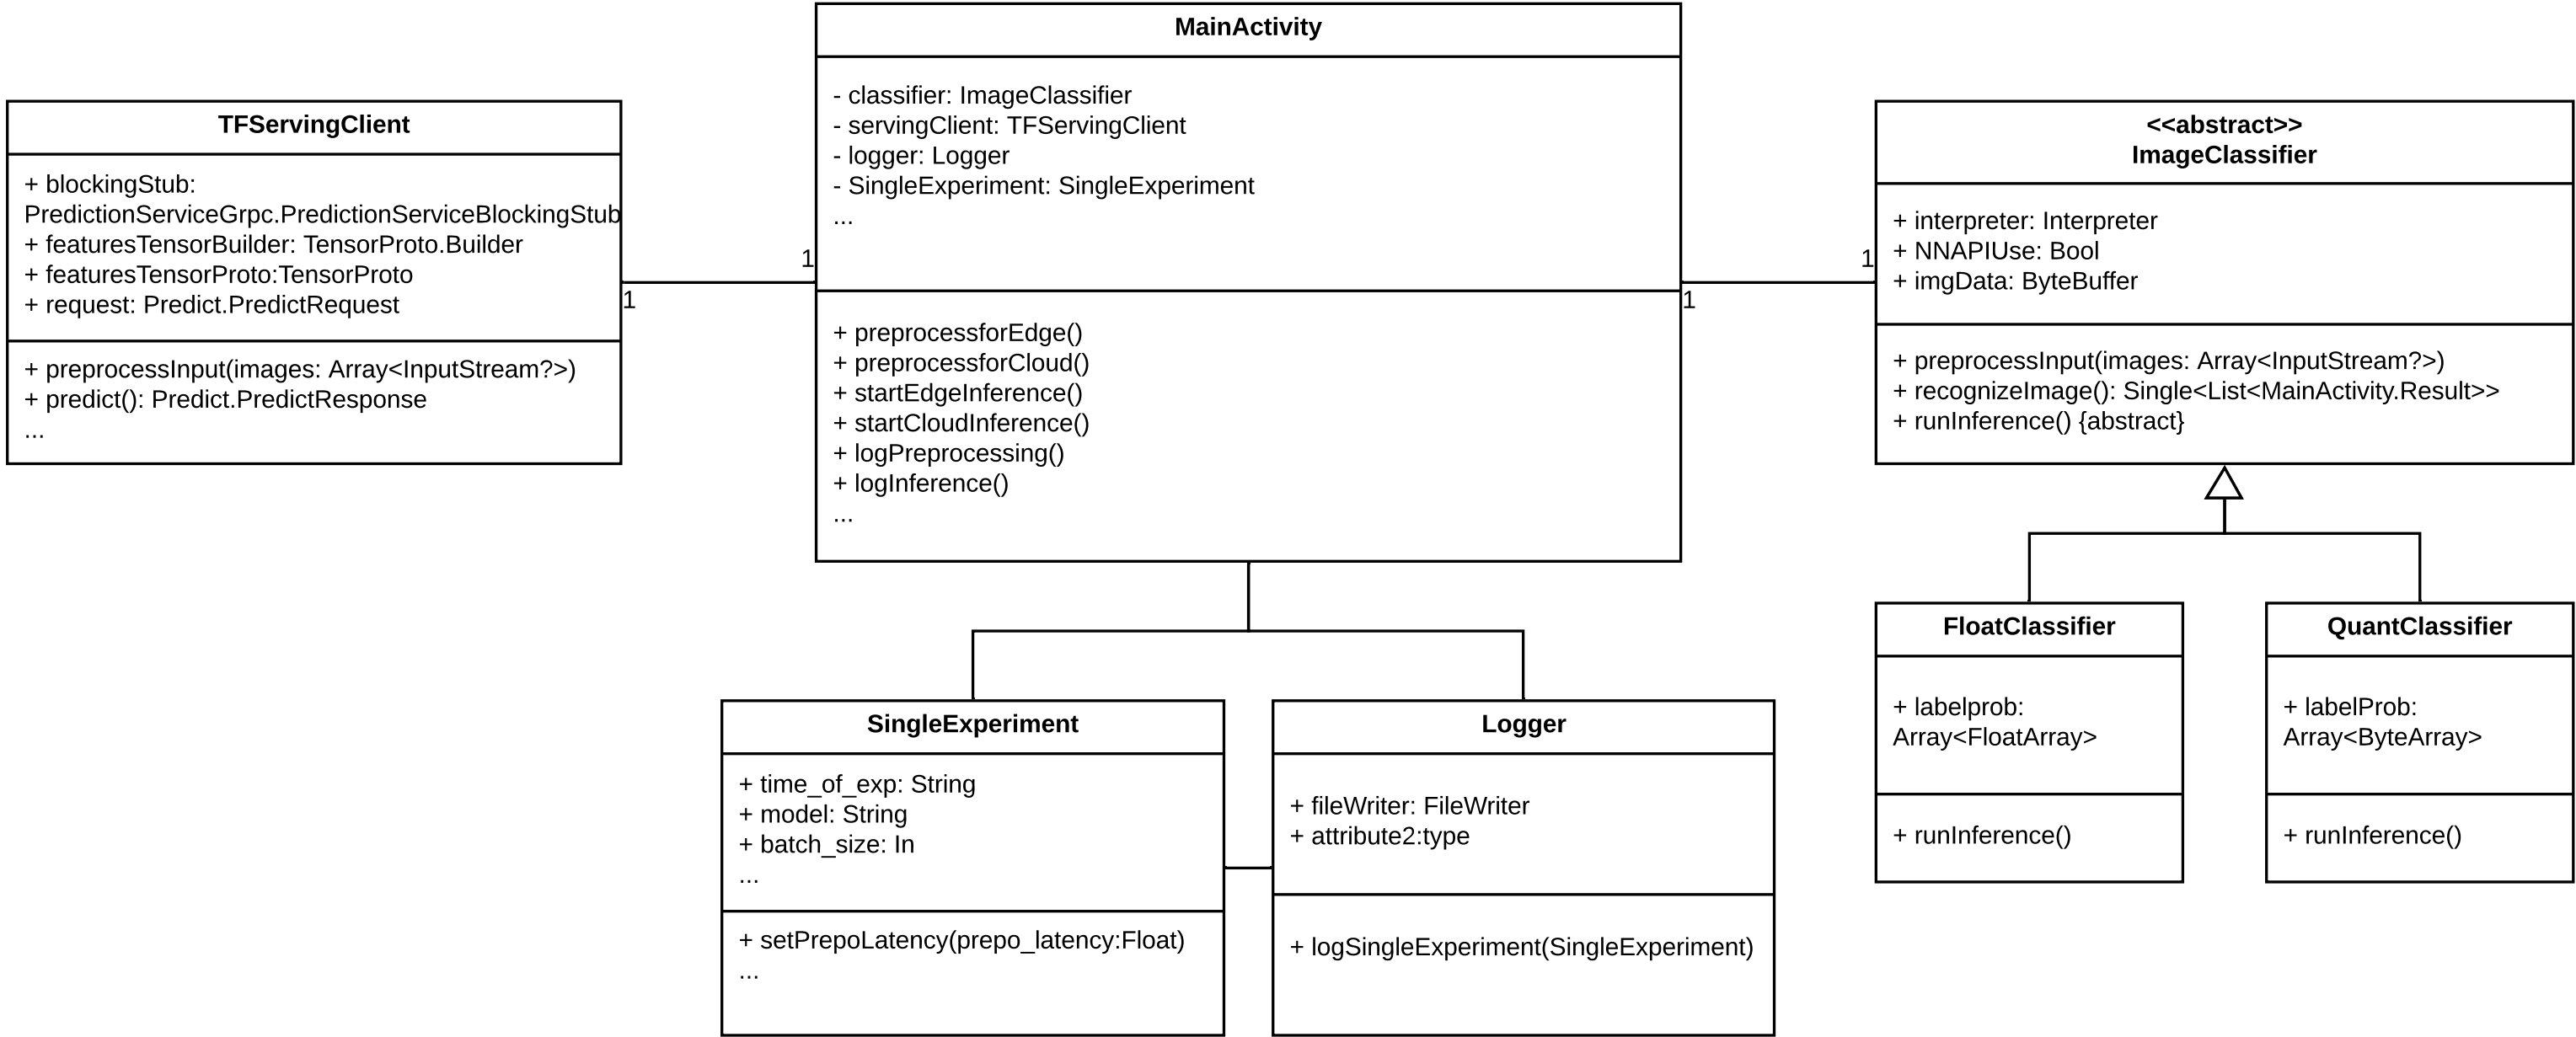 MainActivity
- classifier: ImageClassifier
- servingClient: TFServingClient
- logger: Logger
- SingleExperiment: SingleExperiment
...
+ preprocessforEdge()
+ preprocessforCloud()
+ startEdgeInference()
+ startCloudInference()
+ logPreprocessing()
+ logInference()
...
TFServingClient
+ blockingStub:
PredictionServiceGrpc.PredictionServiceBlockingStub
+ featuresTensorBuilder: TensorProto.Builder
+ featuresTensorProto:TensorProto
+ request: Predict.PredictRequest
+ preprocessInput(images: Array<InputStream?>)
+ predict(): Predict.PredictResponse
...
1
1
1
1
<<abstract>>
ImageClassifier
+ interpreter: Interpreter
+ NNAPIUse: Bool
+ imgData: ByteBuffer
+ preprocessInput(images: Array<InputStream?>)
+ recognizeImage(): Single<List<MainActivity.Result>>
+ runInference() {abstract}
FloatClassifier
+ labelprob:
Array<FloatArray>
+ runInference()
QuantClassifier
+ labelProb:
Array<ByteArray>
+ runInference()
SingleExperiment
+ time_of_exp: String
+ model: String
+ batch_size: In
...
+ setPrepoLatency(prepo_latency:Float)
...
Logger
+ fileWriter: FileWriter
+ attribute2:type
+ logSingleExperiment(SingleExperiment)